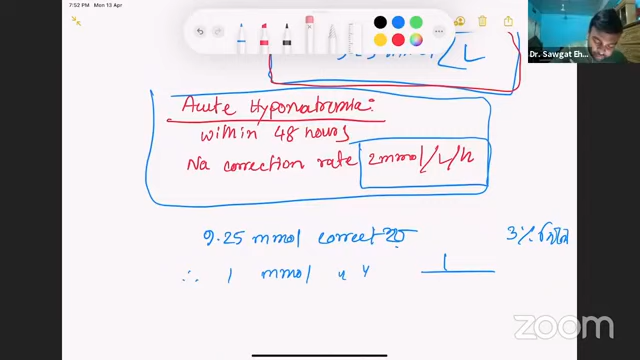 7:52 PM Mon 13 Apr
Dr. Sawgat Eh...
L
Acute Hyponatremia:
within 48 hours
Na correction rate 2mmol/L/h
9.25 mmol correct
3%
∴ 1 mmol " "
1
zoom